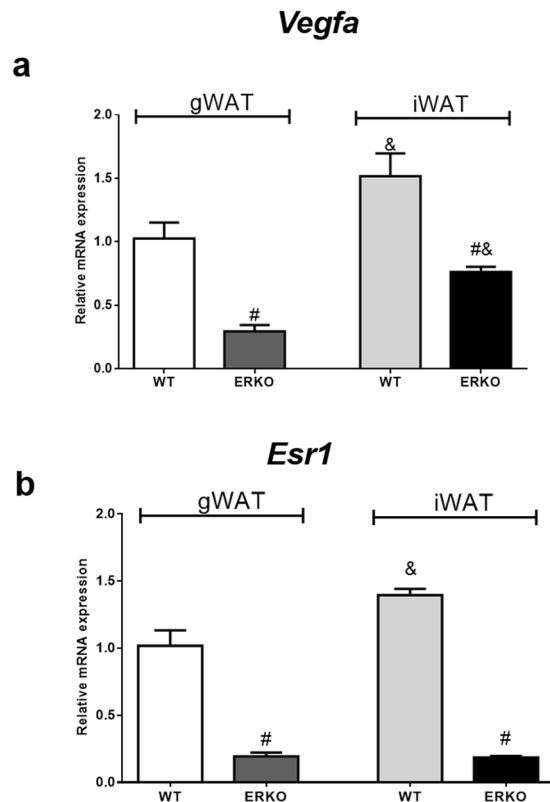 Vegfa
a
gWAT iWAT
Relative mRNA expression
2.0
1.5
1.0
0.5
0.0
&
#&
#
WT ERKO WT ERKO
Esr1
b
gWAT iWAT
Relative mRNA expression
2.0
1.5
1.0
0.5
0.0
&
# #
WT ERKO WT ERKO